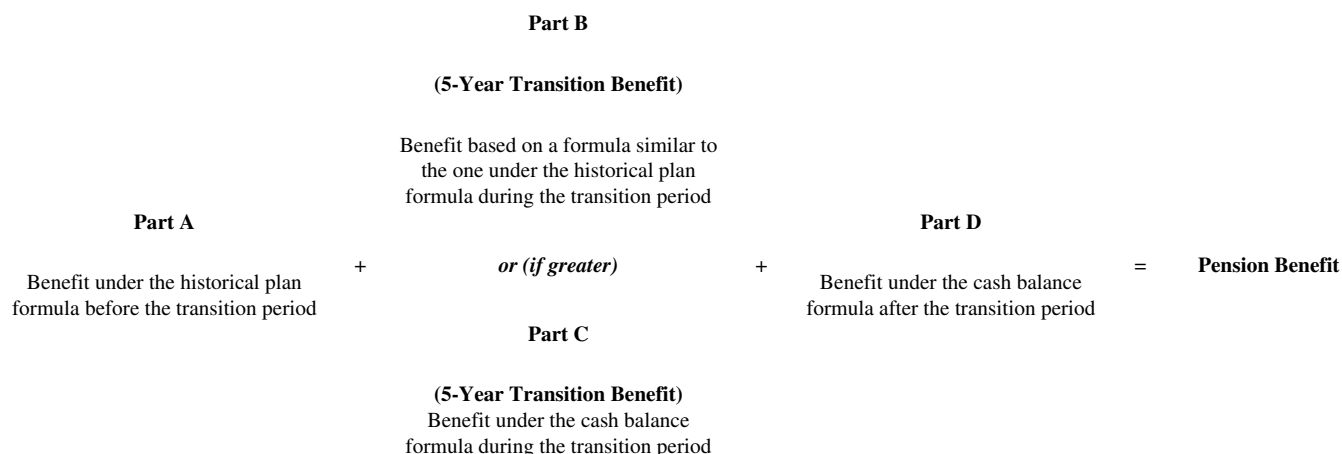 Part B
(5-Year Transition Benefit)
Benefit based on a formula similar to
the one under the historical plan
formula during the transition period
Part A
Benefit under the historical plan
formula before the transition period
+
or (if greater)
+
Part D
Benefit under the cash balance
formula after the transition period
=
Pension Benefit
Part C
(5-Year Transition Benefit)
Benefit under the cash balance
formula during the transition period